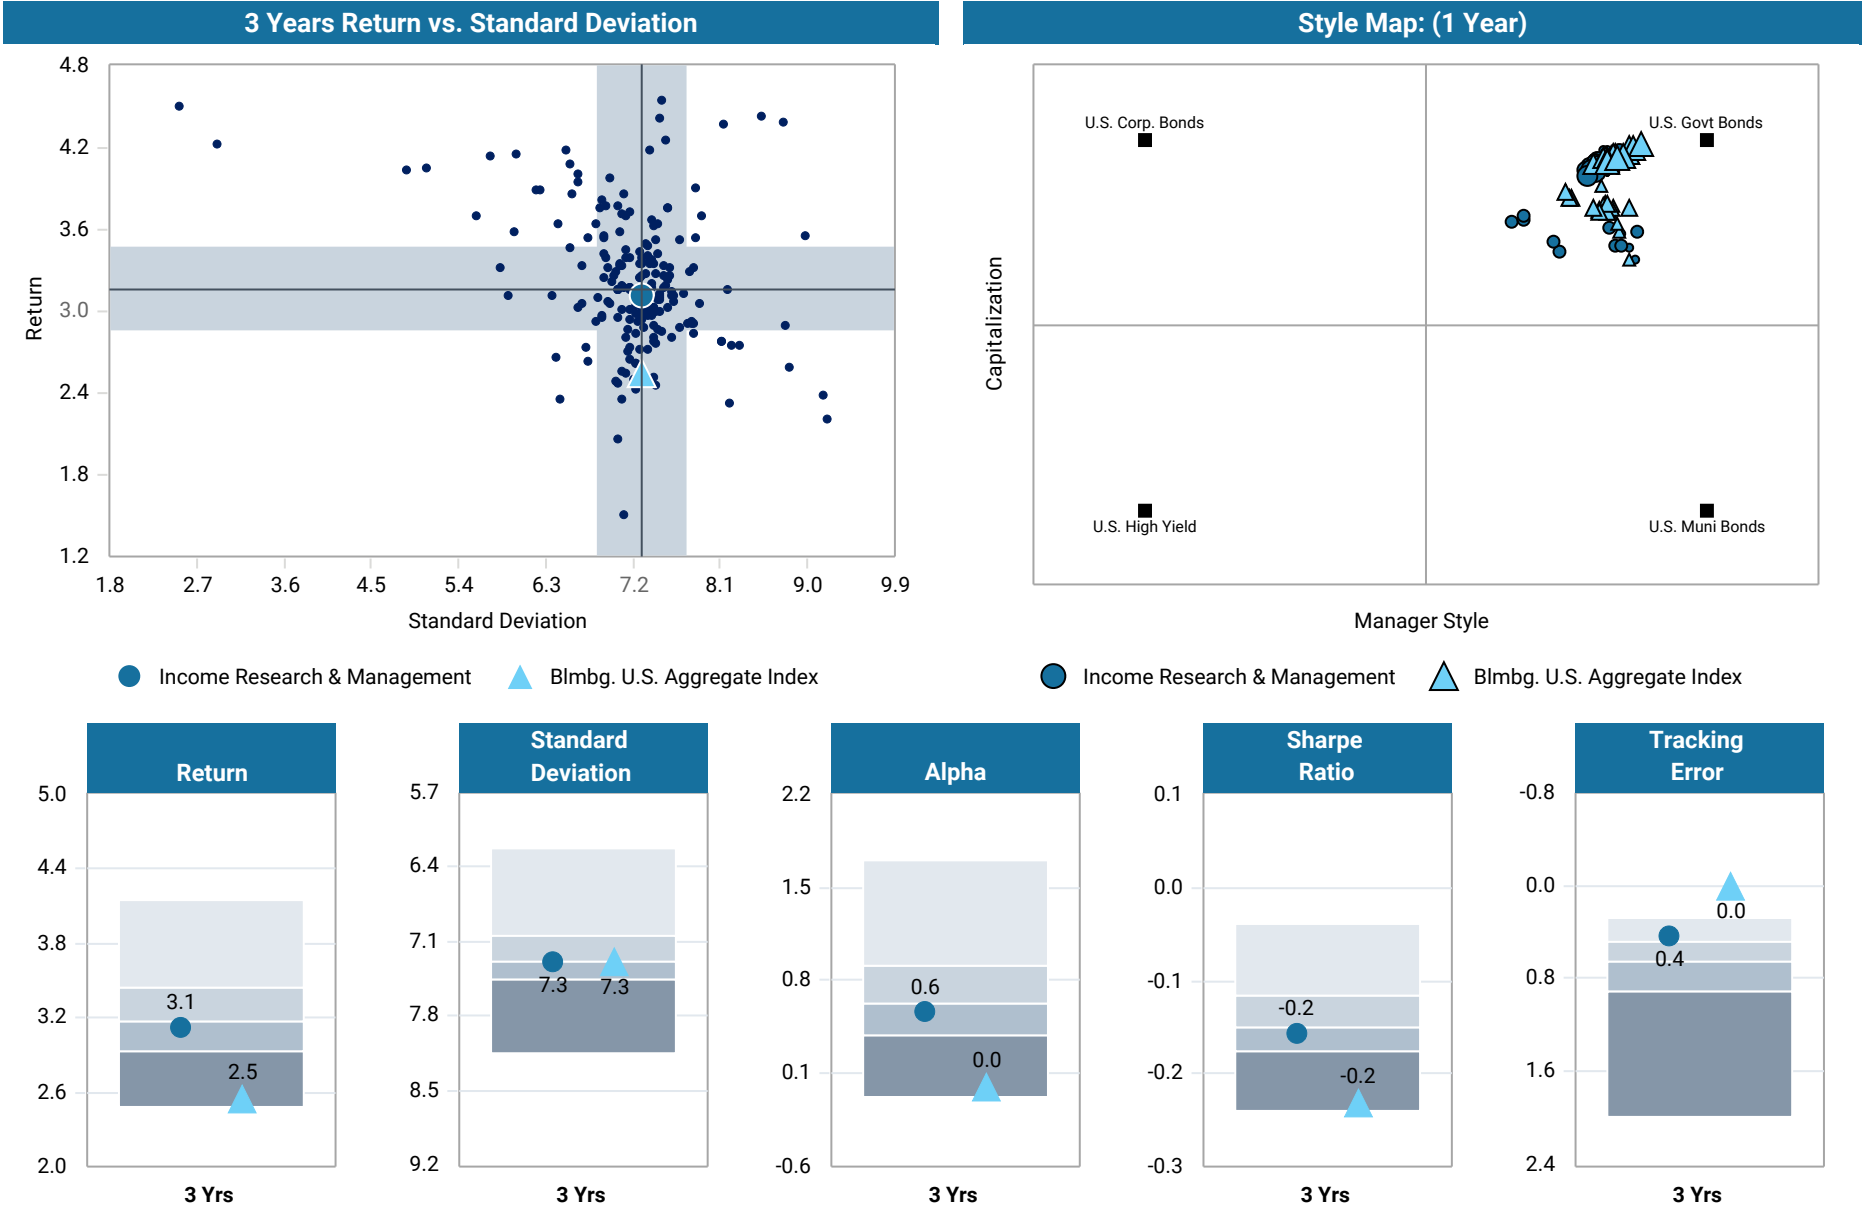 3 Years Return vs. Standard Deviation
4.8
4.2
3.6
3.0
2.4
1.8
1.2
Return
1.8 2.7 3.6 4.5 5.4 6.3 7.2 8.1 9.0 9.9
Standard Deviation
Income Research & Management Blmbg. U.S. Aggregate Index
Style Map: (1 Year)
U.S. Corp. Bonds U.S. Govt Bonds
Capitalization
U.S. High Yield U.S. Muni Bonds
Manager Style
Income Research & Management Blmbg. U.S. Aggregate Index
Return
5.0
4.4
3.8
3.2
2.6
2.0
3.1
2.5
3 Yrs
Standard
Deviation
5.7
6.4
7.1
7.8
8.5
9.2
7.3 7.3
3 Yrs
Alpha
2.2
1.5
0.8
0.1
-0.6
0.6
0.0
3 Yrs
Sharpe
Ratio
0.1
0.0
-0.1
-0.2
-0.3
-0.2
-0.2
3 Yrs
Tracking
Error
-0.8
0.0
0.8
1.6
2.4
0.0
0.4
3 Yrs